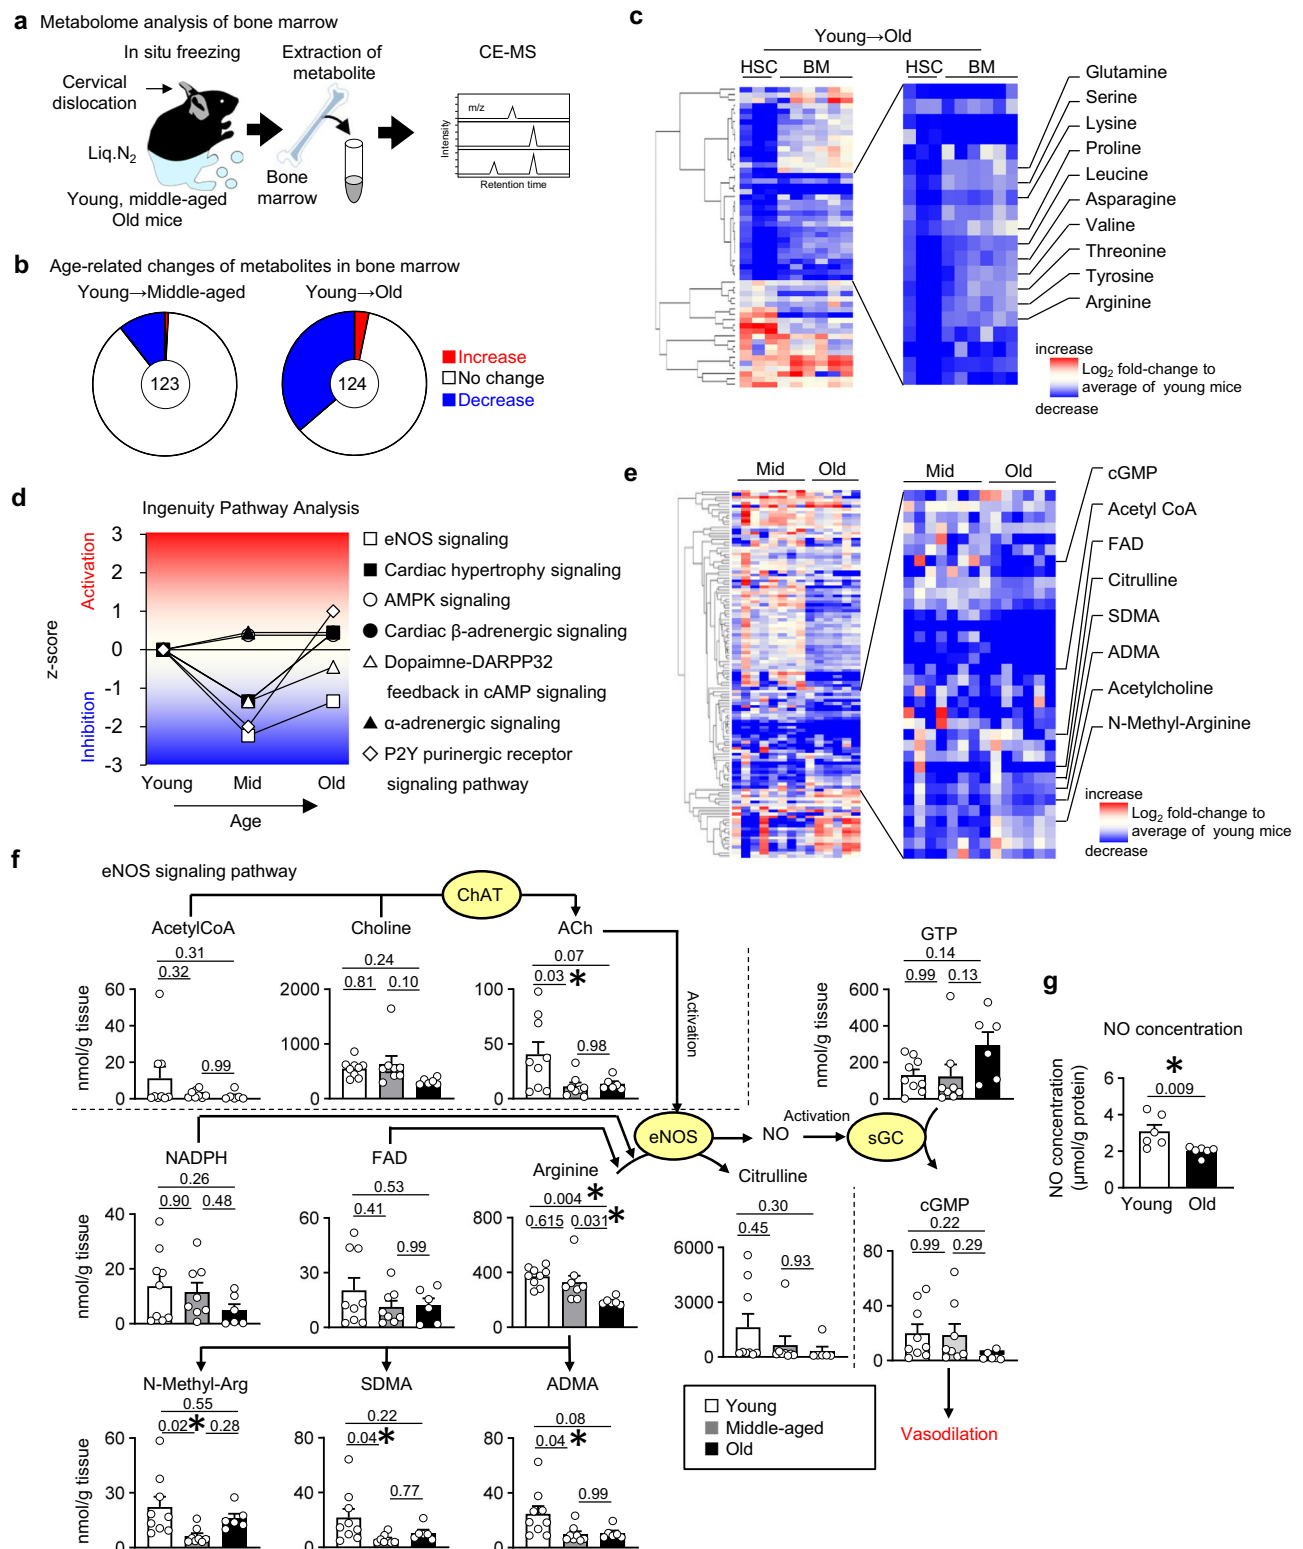 a Metabolome analysis of bone marrow
In situ freezing
Extraction of
metabolite
CE-MS
Cervical
dislocation
Liq.N2
Young, middle-aged
Old mice
Bone
marrow
m/z
Intensity
Retention time
b Age-related changes of metabolites in bone marrow
Young→Middle-aged
Young→Old
123
124
Increase
No change
Decrease
c
Young→Old
HSC BM
HSC BM
Glutamine
Serine
Lysine
Proline
Leucine
Asparagine
Valine
Threonine
Tyrosine
Arginine
increase
Log2 fold-change to
average of young mice
decrease
d
Ingenuity Pathway Analysis
Activation
z-score
Inhibition
3
2
1
0
-1
-2
-3
Young Mid Old
Age
eNOS signaling
Cardiac hypertrophy signaling
AMPK signaling
Cardiac β-adrenergic signaling
Dopaimne-DARPP32
feedback in cAMP signaling
α-adrenergic signaling
P2Y purinergic receptor
signaling pathway
e
Mid Old
Mid Old
cGMP
Acetyl CoA
FAD
Citrulline
SDMA
ADMA
Acetylcholine
N-Methyl-Arginine
increase
Log2 fold-change to
average of young mice
decrease
f
eNOS signaling pathway
ChAT
AcetylCoA
0.31
0.32
0.99
nmol/g tissue
60
40
20
0
Choline
0.24
0.81 0.10
2000
1000
0
ACh
0.07
0.03 *
0.98
100
50
0
Activation
GTP
0.14
0.99 0.13
nmol/g tissue
600
400
200
0
eNOS
NO
Activation
sGC
NADPH
0.26
0.90 0.48
nmol/g tissue
40
20
0
FAD
0.53
0.41
0.99
60
30
0
Arginine
0.004 *
0.615 0.031 *
800
400
0
Citrulline
0.30
0.45
0.93
6000
3000
0
cGMP
0.22
0.99 0.29
80
40
0
Vasodilation
N-Methyl-Arg
0.55
0.02 * 0.28
nmol/g tissue
60
30
0
SDMA
0.22
0.04 *
0.77
80
40
0
ADMA
0.08
0.04 *
0.99
80
40
0
Young
Middle-aged
Old
g
NO concentration
*
0.009
NO concentration
(μmol/g protein)
6
4
2
0
Young Old